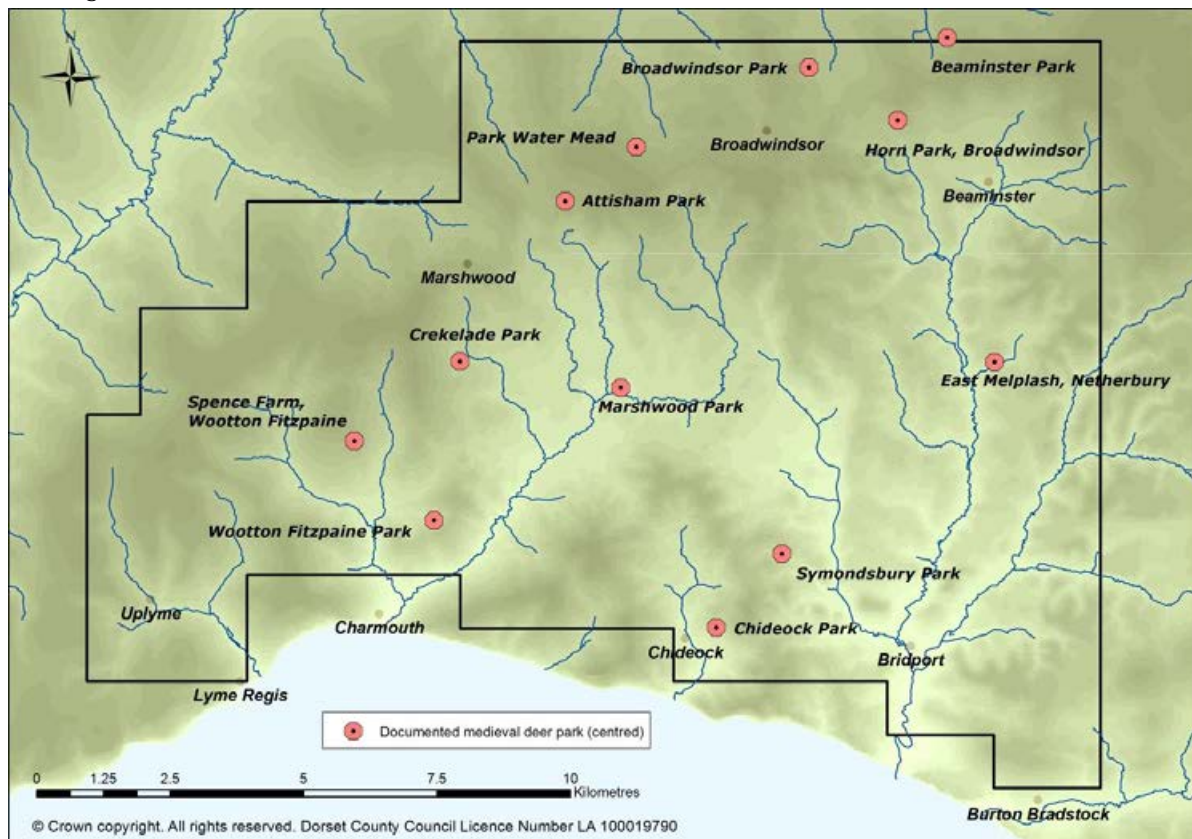 N
Broadwindsor Park
Beaminster Park
Park Water Mead
Broadwindsor
Horn Park, Broadwindsor
Beaminster
Attisham Park
Marshwood
Crekelade Park
East Melplash, Netherbury
Marshwood Park
Spence Farm,
Wootton Fitzpaine
Wootton Fitzpaine Park
Symondsbury Park
Uplyme
Charmouth
Chideock Park
Chideock
Bridport
Lyme Regis
Documented medieval deer park (centred)
0 1.25 2.5 5 7.5 10
Kilometres
Burton Bradstock
© Crown copyright. All rights reserved. Dorset County Council Licence Number LA 100019790